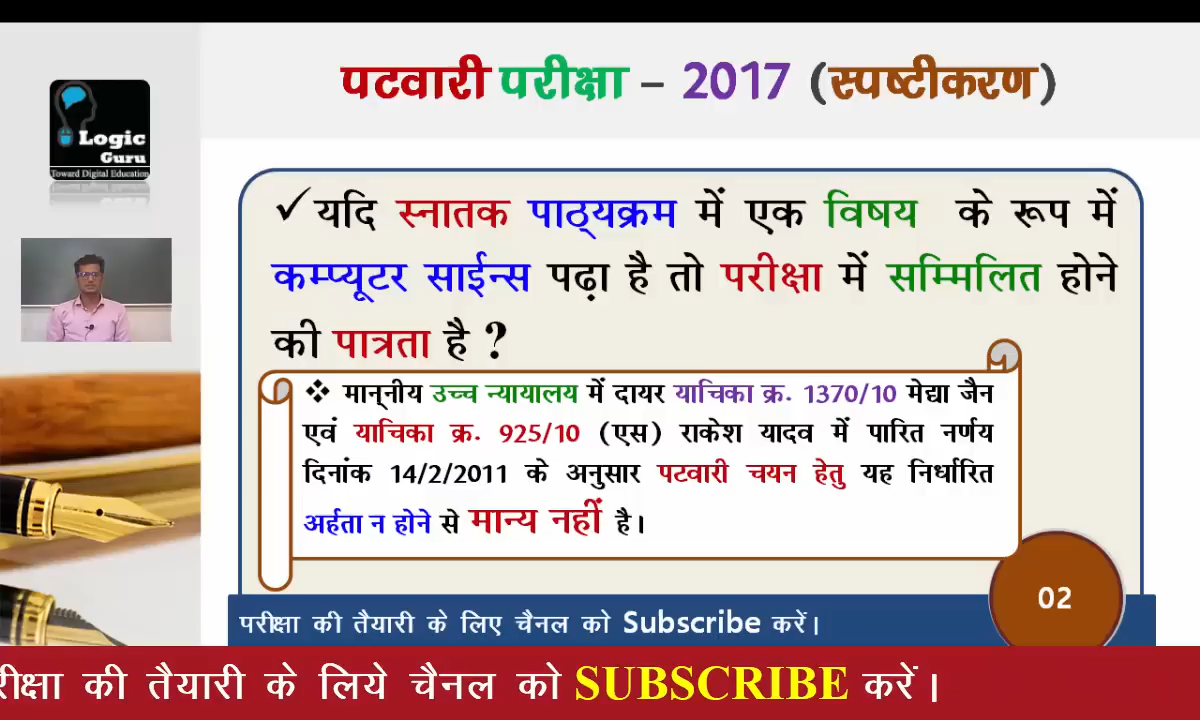 पटवारी परीक्षा – 2017 (स्पष्टीकरण)
Logic
Guru
Toward Digital Education
✓यदि स्नातक पाठ्यक्रम में एक विषय के रूप में
कम्प्यूटर साईन्स पढ़ा है तो परीक्षा में सम्मिलित होने
की पात्रता है ?
❖ मान्नीय उच्च न्यायालय में दायर याचिका क्र. 1370/10 मेद्या जैन
एवं याचिका क्र. 925/10 (एस) राकेश यादव में पारित नर्णय
दिनांक 14/2/2011 के अनुसार पटवारी चयन हेतु यह निर्धारित
अर्हता न होने से मान्य नहीं है।
02
परीक्षा की तैयारी के लिए चैनल को Subscribe करें।
रीक्षा की तैयारी के लिये चैनल को SUBSCRIBE करें।